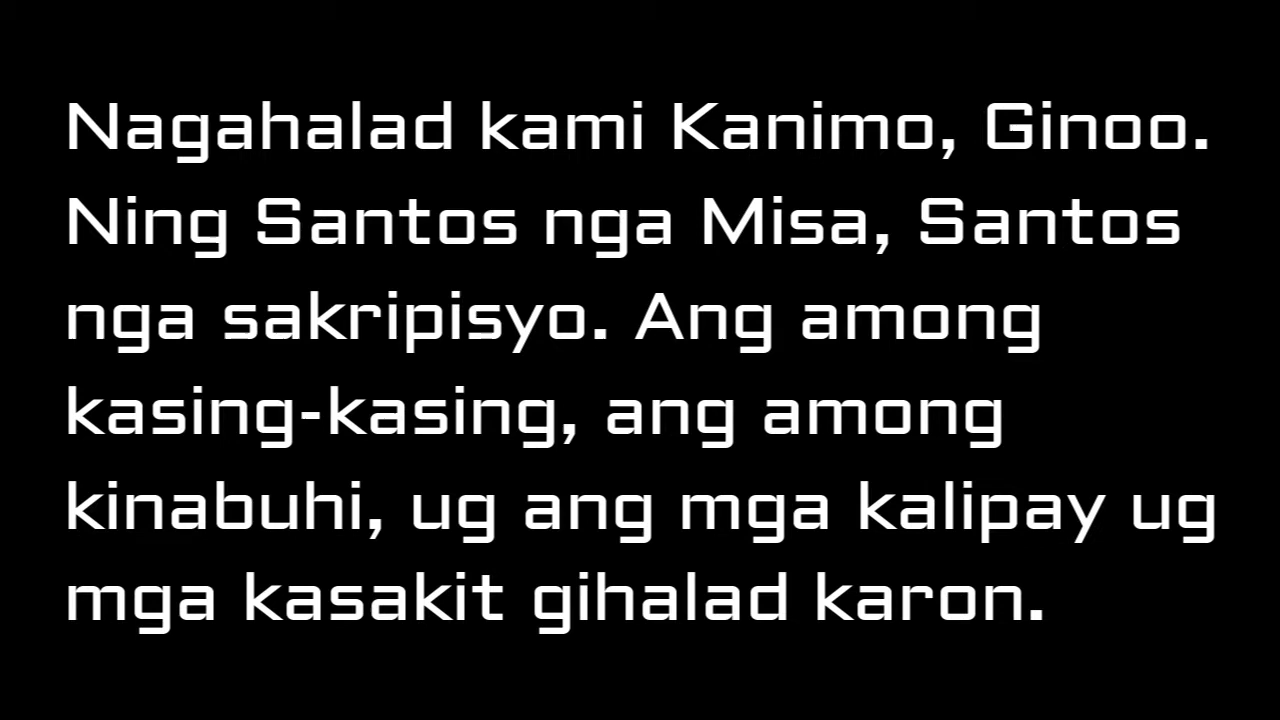 Nagahalad kami Kanimo, Ginoo.
Ning Santos nga Misa, Santos
nga sakripisyo. Ang among
kasing-kasing, ang among
kinabuhi, ug ang mga kalipay ug
mga kasakit gihalad karon.